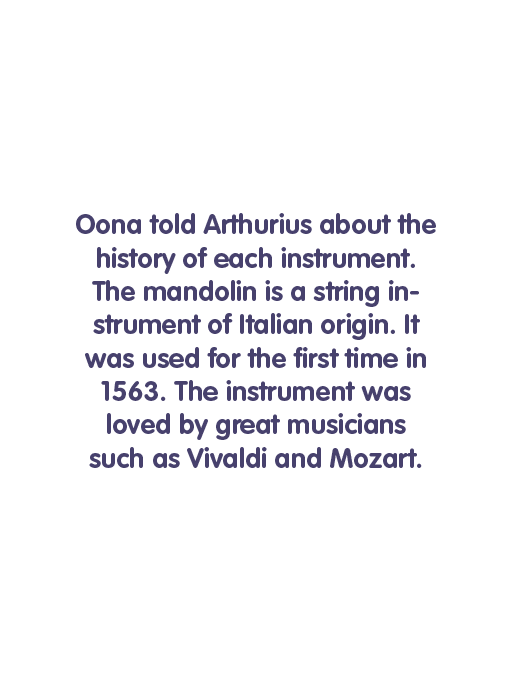 Oona told Arthurius about the
history of each instrument.
The mandolin is a string in-
strument of Italian origin. It
was used for the first time in
1563. The instrument was
loved by great musicians
such as Vivaldi and Mozart.